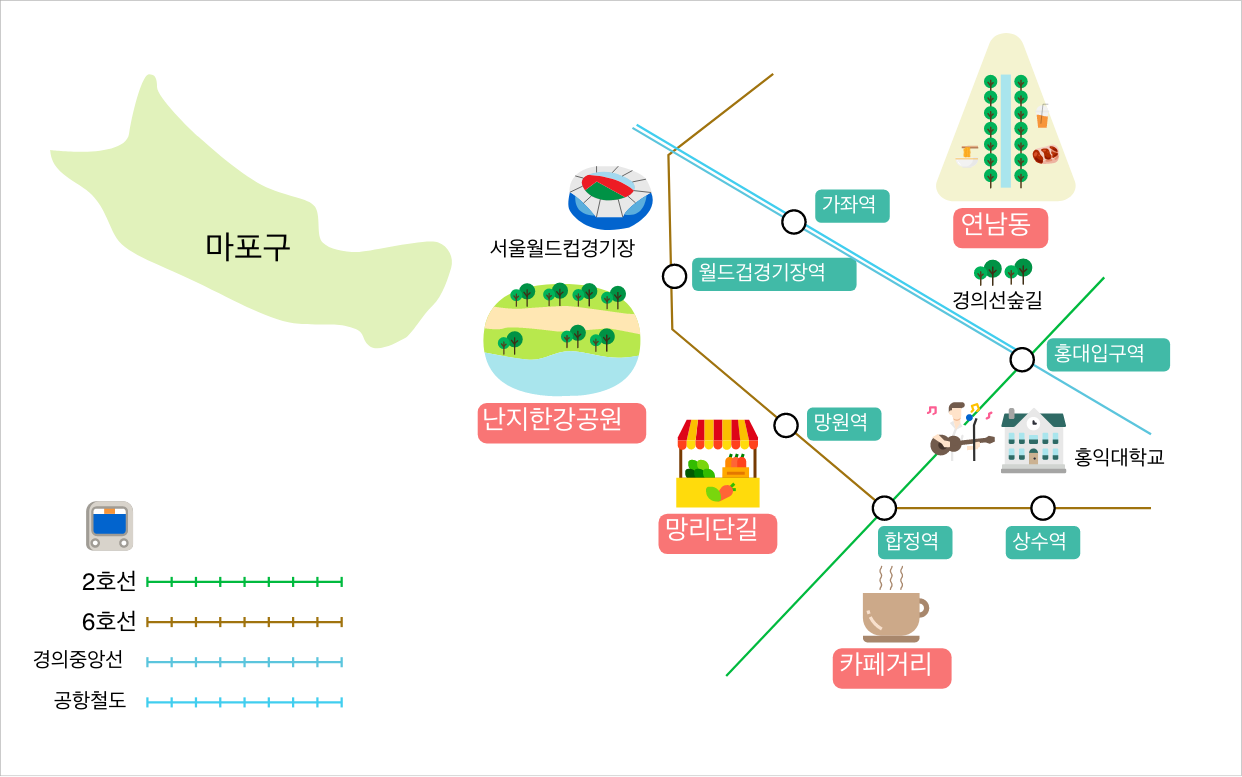 마포구
서울월드컵경기장
가좌역
연남동
월드컵경기장역
경의선숲길
난지한강공원
홍대입구역
망원역
홍익대학교
망리단길
합정역
상수역
카페거리
2호선
6호선
경의중앙선
공항철도